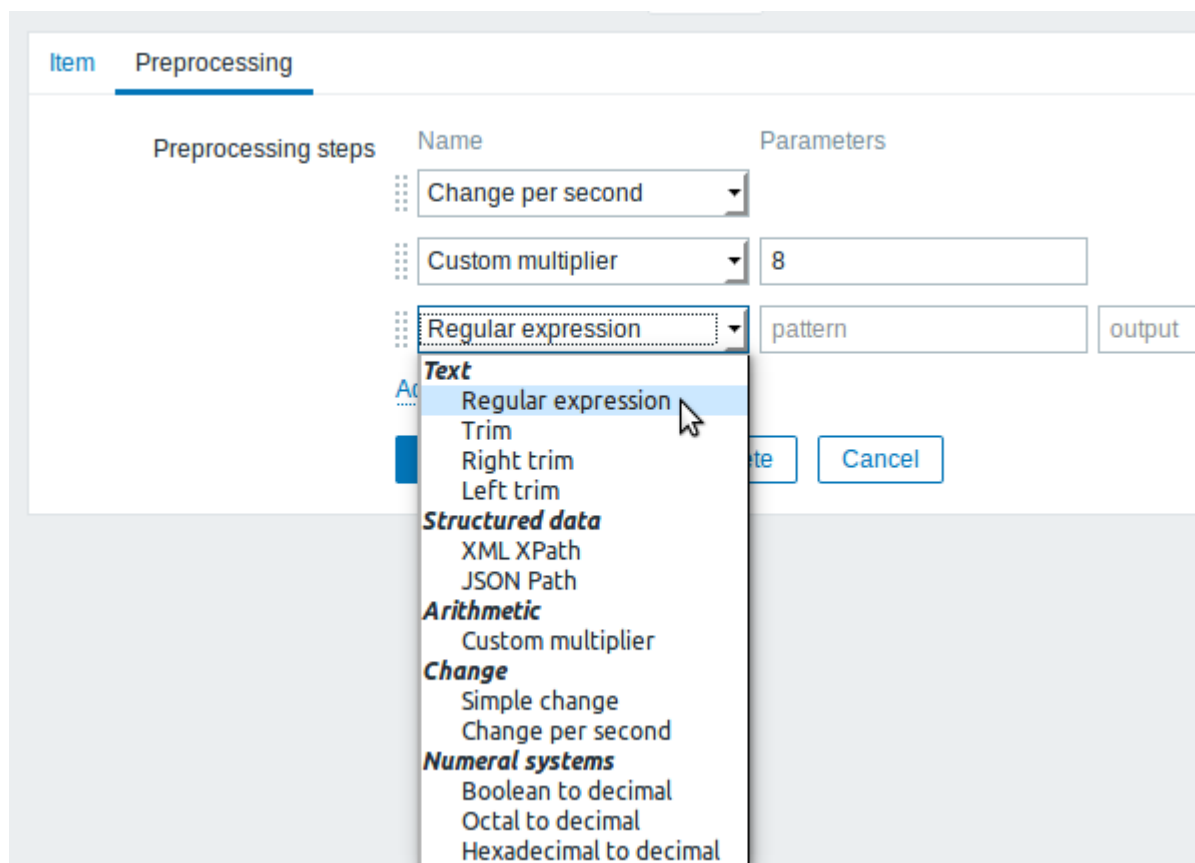 Item Preprocessing
Preprocessing steps Name Parameters
Change per second
Custom multiplier 8
Regular expression pattern output
Text
Regular expression
Trim
Right trim
Left trim
Cancel
Structured data
XML XPath
JSON Path
Arithmetic
Custom multiplier
Change
Simple change
Change per second
Numeral systems
Boolean to decimal
Octal to decimal
Hexadecimal to decimal